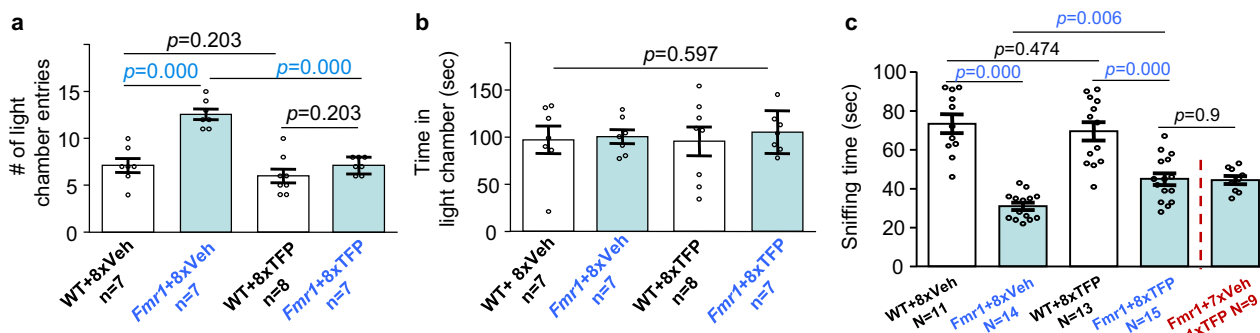 a
p=0.203
p=0.000
p=0.000
p=0.203
# of light
chamber entries
15
10
5
0
WT+8xVeh
n=7
Fmr1+8xVeh
n=7
WT+8xTFP
n=8
Fmr1+8xTFP
n=7
b
p=0.597
Time in
light chamber (sec)
150
100
50
0
WT+ 8xVeh
n=7
Fmr1+8xVeh
n=7
WT+8xTFP
n=8
Fmr1+8xTFP
n=7
c
p=0.006
p=0.474
p=0.000
p=0.000
p=0.9
Sniffing time (sec)
100
80
60
40
20
0
WT+8xVeh
N=11
Fmr1+8xVeh
N=14
WT+8xTFP
N=13
Fmr1+8xTFP
N=15
Fmr1+7xVeh
1xTFP N=9